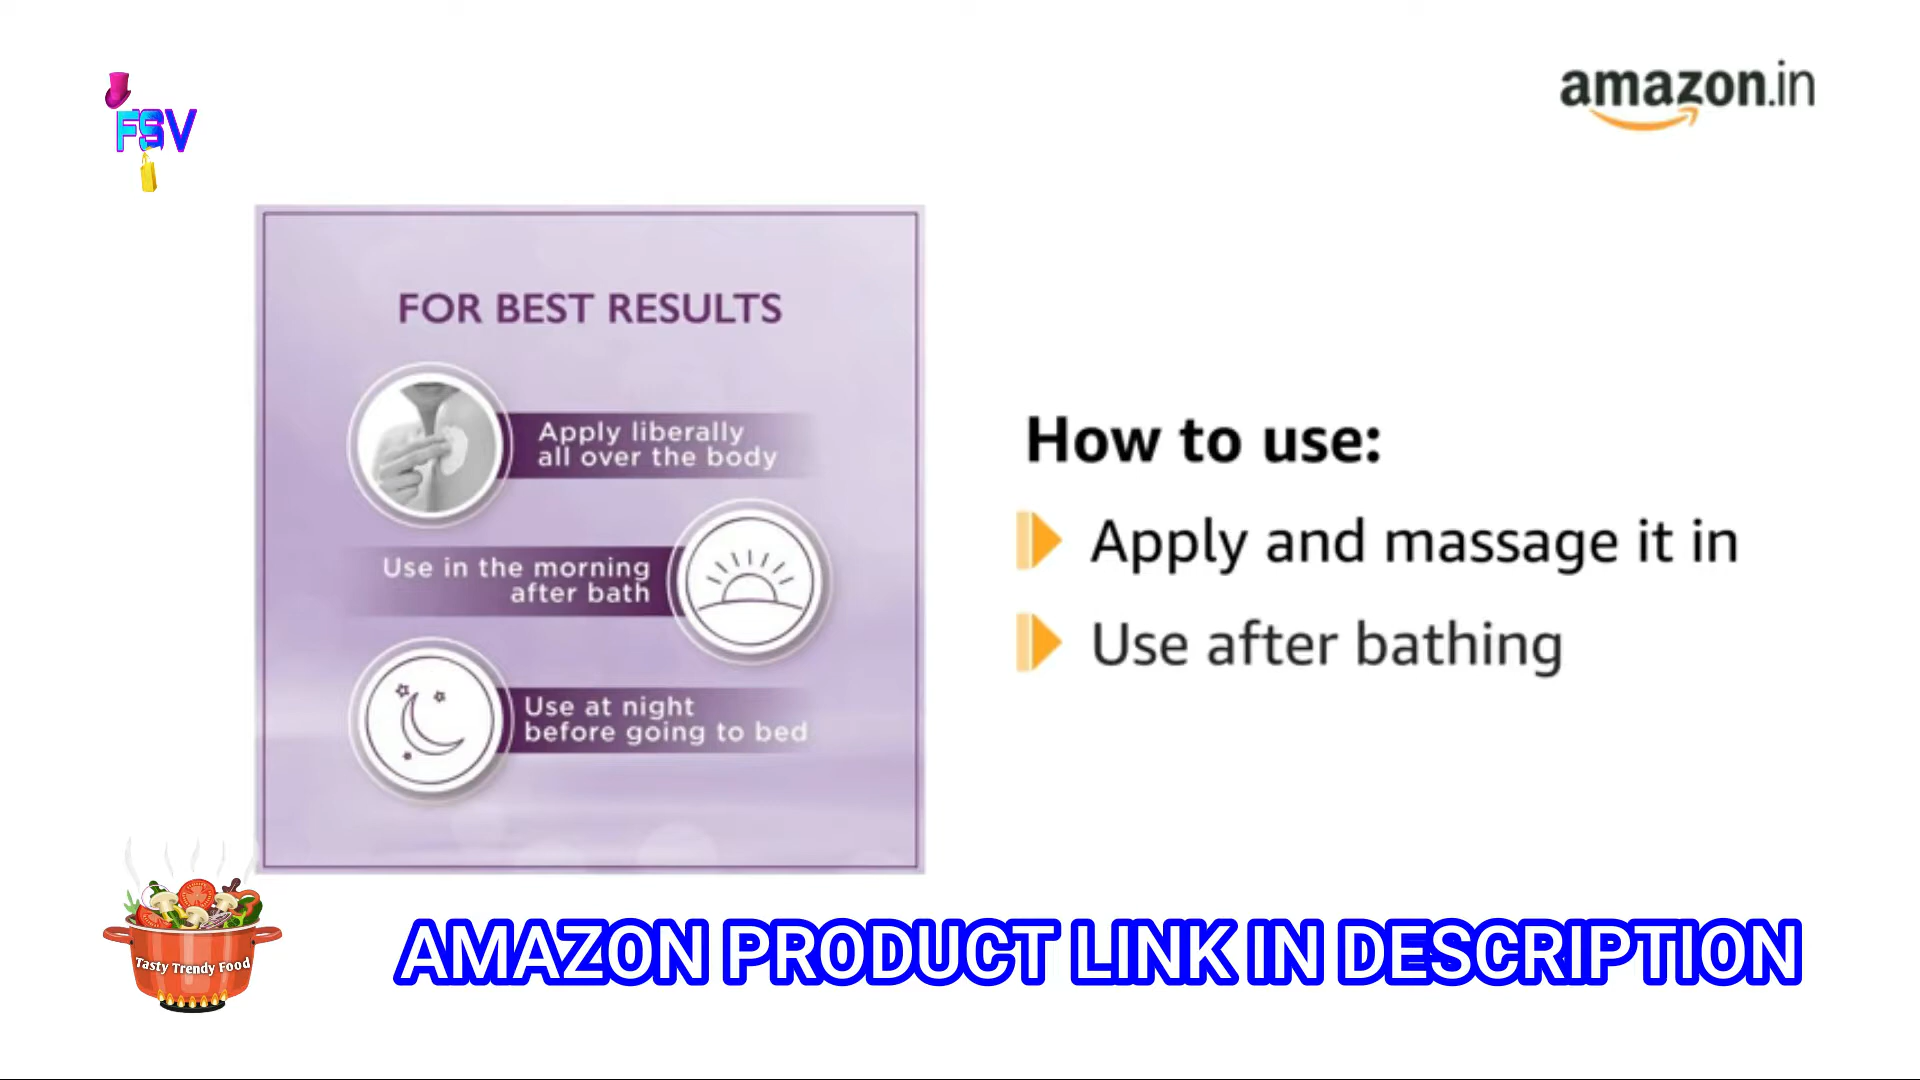 FSV
amazon.in
FOR BEST RESULTS
Apply liberally
all over the body
Use in the morning
after bath
Use at night
before going to bed
How to use:
Apply and massage it in
Use after bathing
Tasty Trendy Food
AMAZON PRODUCT LINK IN DESCRIPTION